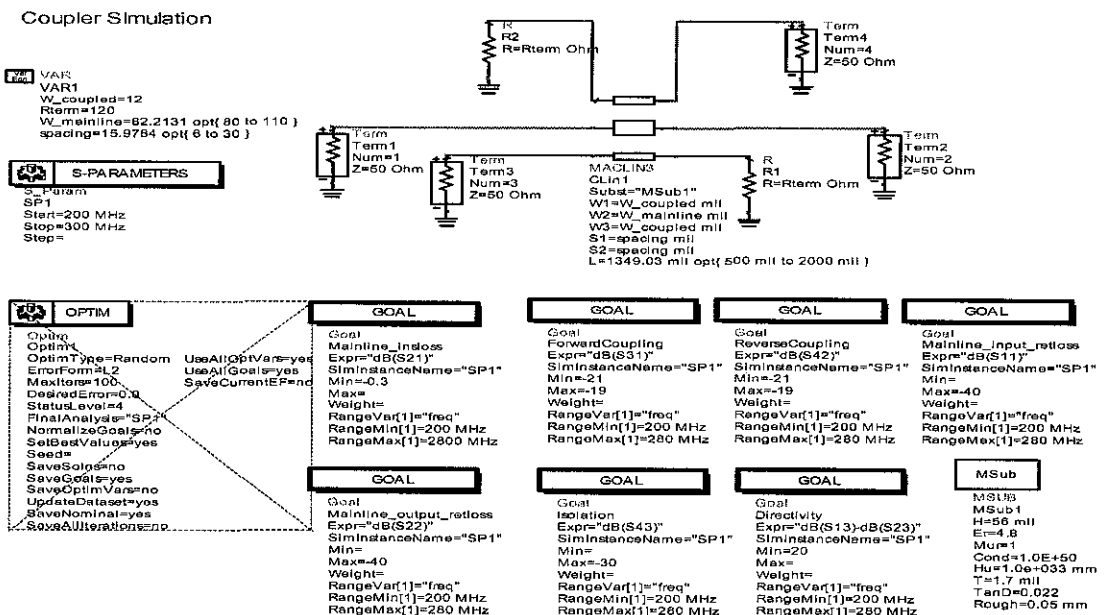 Coupler SImulation
VAR
VAR1
W_coupled=12
Rterm=120
W_mainline=82.2131 opt{ 80 to 110 }
spacing=15.9784 opt{ 6 to 30 }
S-PARAMETERS
S_Param
SP1
Start=200 MHz
Stop=300 MHz
Step=
R
R2
R=Rterm Ohm
Term
Term4
Num=4
Z=50 Ohm
Term
Term1
Num=1
Z=50 Ohm
Term
Term3
Num=3
Z=50 Ohm
MACLIN3
CLin1
Subst="MSub1"
W1=W_coupled mil
W2=W_mainline mil
W3=W_coupled mil
S1=spacing mil
S2=spacing mil
L=1349.03 mil opt{ 500 mil to 2000 mil }
R
R1
R=Rterm Ohm
Term
Term2
Num=2
Z=50 Ohm
OPTIM
Optim
Optim1
OptimType=Random
ErrorForm=L2
MaxIters=100
DesiredError=0.0
StatusLevel=4
FinalAnalysis="SP1"
NormalizeGoals=no
SetBestValues=yes
Seed=
SaveSolns=no
SaveGoals=yes
SaveOptimVars=no
UpdateDataset=yes
SaveNominal=yes
SaveAllIterations=no
UseAllOptVars=yes
UseAllGoals=yes
SaveCurrentEF=no
GOAL
Goal
Mainline_insloss
Expr="dB(S21)"
SimInstanceName="SP1"
Min=-0.3
Max=
Weight=
RangeVar[1]="freq"
RangeMin[1]=200 MHz
RangeMax[1]=2800 MHz
GOAL
Goal
ForwardCoupling
Expr="dB(S31)"
SimInstanceName="SP1"
Min=-21
Max=-19
Weight=
RangeVar[1]="freq"
RangeMin[1]=200 MHz
RangeMax[1]=280 MHz
GOAL
Goal
ReverseCoupling
Expr="dB(S42)"
SimInstanceName="SP1"
Min=-21
Max=-19
Weight=
RangeVar[1]="freq"
RangeMin[1]=200 MHz
RangeMax[1]=280 MHz
GOAL
Goal
Mainline_input_retloss
Expr="dB(S11)"
SimInstanceName="SP1"
Min=
Max=-40
Weight=
RangeVar[1]="freq"
RangeMin[1]=200 MHz
RangeMax[1]=280 MHz
GOAL
Goal
Mainline_output_retloss
Expr="dB(S22)"
SimInstanceName="SP1"
Min=
Max=-40
Weight=
RangeVar[1]="freq"
RangeMin[1]=200 MHz
RangeMax[1]=280 MHz
GOAL
Goal
Isolation
Expr="dB(S43)"
SimInstanceName="SP1"
Min=
Max=-30
Weight=
RangeVar[1]="freq"
RangeMin[1]=200 MHz
RangeMax[1]=280 MHz
GOAL
Goal
Directivity
Expr="dB(S13)-dB(S23)"
SimInstanceName="SP1"
Min=20
Max=
Weight=
RangeVar[1]="freq"
RangeMin[1]=200 MHz
RangeMax[1]=280 MHz
MSub
MSUB
MSub1
H=56 mil
Er=4.8
Mur=1
Cond=1.0E+50
Hu=1.0e+033 mm
T=1.7 mil
TanD=0.022
Rough=0.05 mm